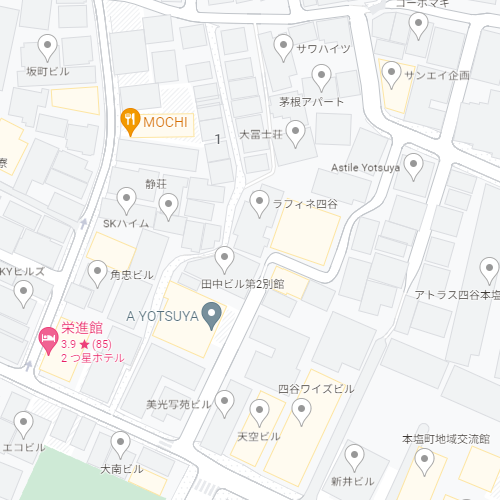 コーポマキ
坂町ビル
サワハイツ
サンエイ企画
茅根アパート
MOCHI
大富士荘
1
寮
Astile Yotsuya
静荘
SKハイム
ラフィネ四谷
KYヒルズ
角忠ビル
田中ビル第2別館
アトラス四谷本塩
A YOTSUYA
栄進館
3.9 ★ (85)
2 つ星ホテル
四谷ワイズビル
美光写苑ビル
エコビル
大南ビル
天空ビル
本塩町地域交流館
新井ビル